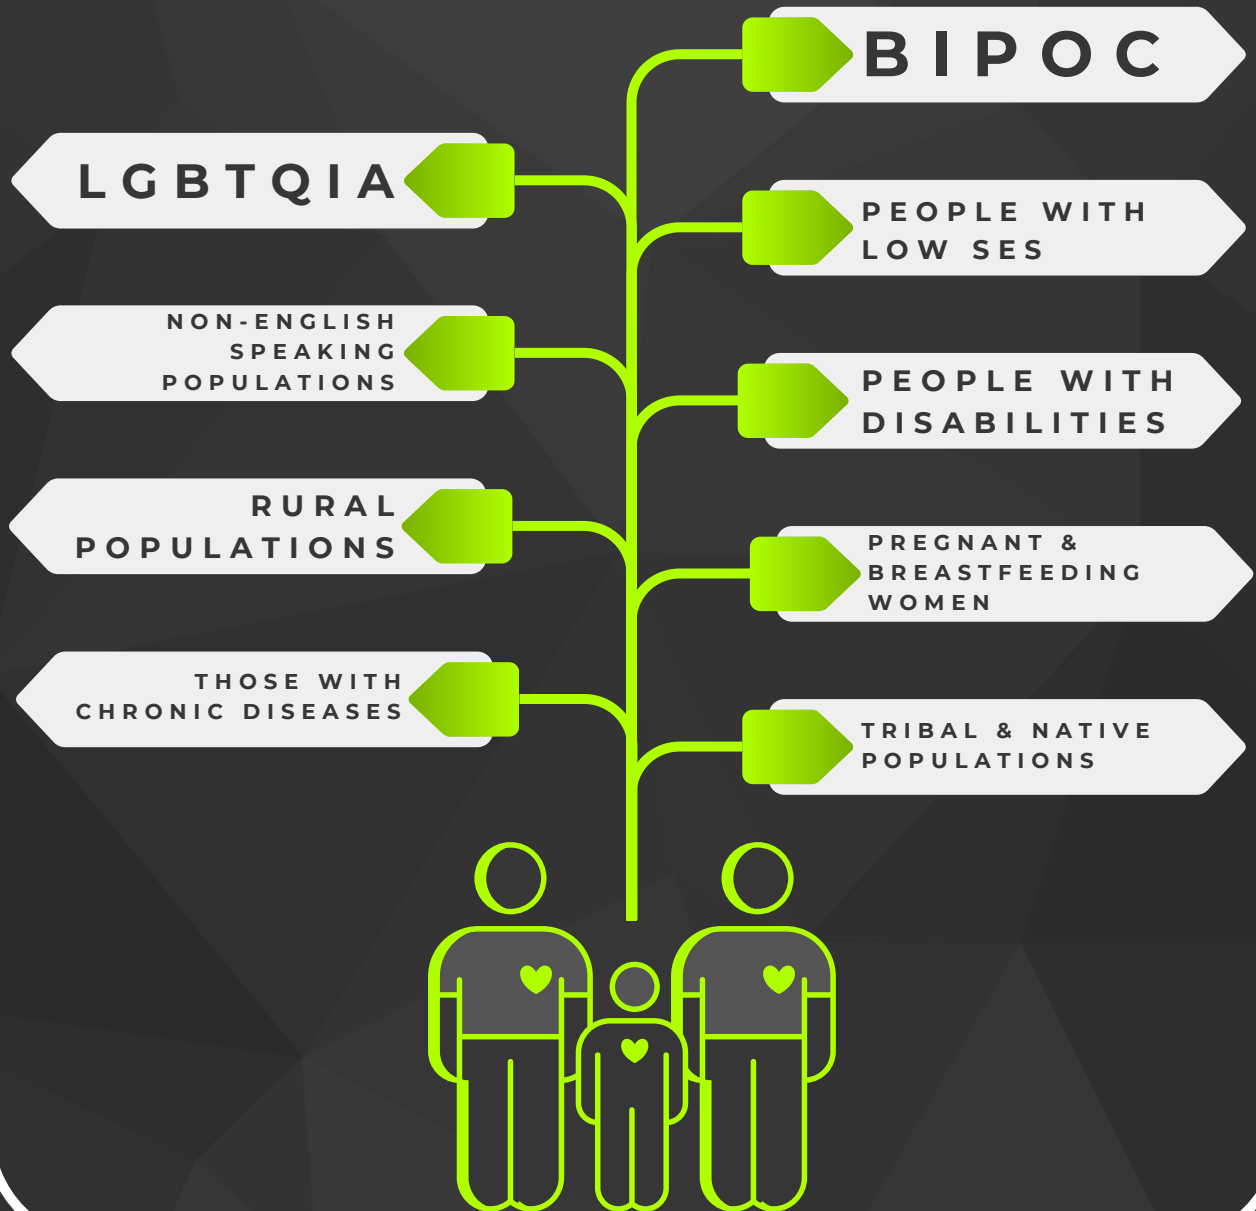 BIPOC
LGBTQIA
PEOPLE WITH
LOW SES
NON-ENGLISH
SPEAKING
POPULATIONS
PEOPLE WITH
DISABILITIES
RURAL
POPULATIONS
PREGNANT &
BREASTFEEDING
WOMEN
THOSE WITH
CHRONIC DISEASES
TRIBAL & NATIVE
POPULATIONS